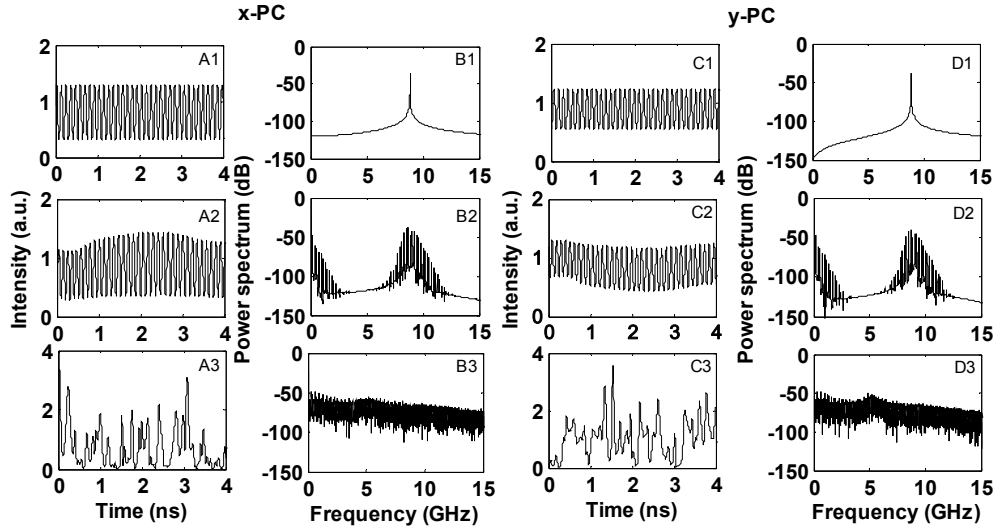 x-PC
y-PC
A1
2
1
0
0 1 2 3 4
B1
0
-50
-100
-150
0 5 10 15
C1
2
1
0
0 1 2 3 4
D1
0
-50
-100
-150
0 5 10 15
Intensity (a.u.)
A2
2
1
0
0 1 2 3 4
Power spectrum (dB)
B2
0
-50
-100
-150
0 5 10 15
Intensity (a.u.)
C2
2
1
0
0 1 2 3 4
Power spectrum (dB)
D2
0
-50
-100
-150
0 5 10 15
A3
4
2
0
0 1 2 3 4
Time (ns)
B3
0
-50
-100
-150
0 5 10 15
Frequency (GHz)
C3
4
2
0
0 1 2 3 4
Time (ns)
D3
0
-50
-100
-150
0 5 10 15
Frequency (GHz)